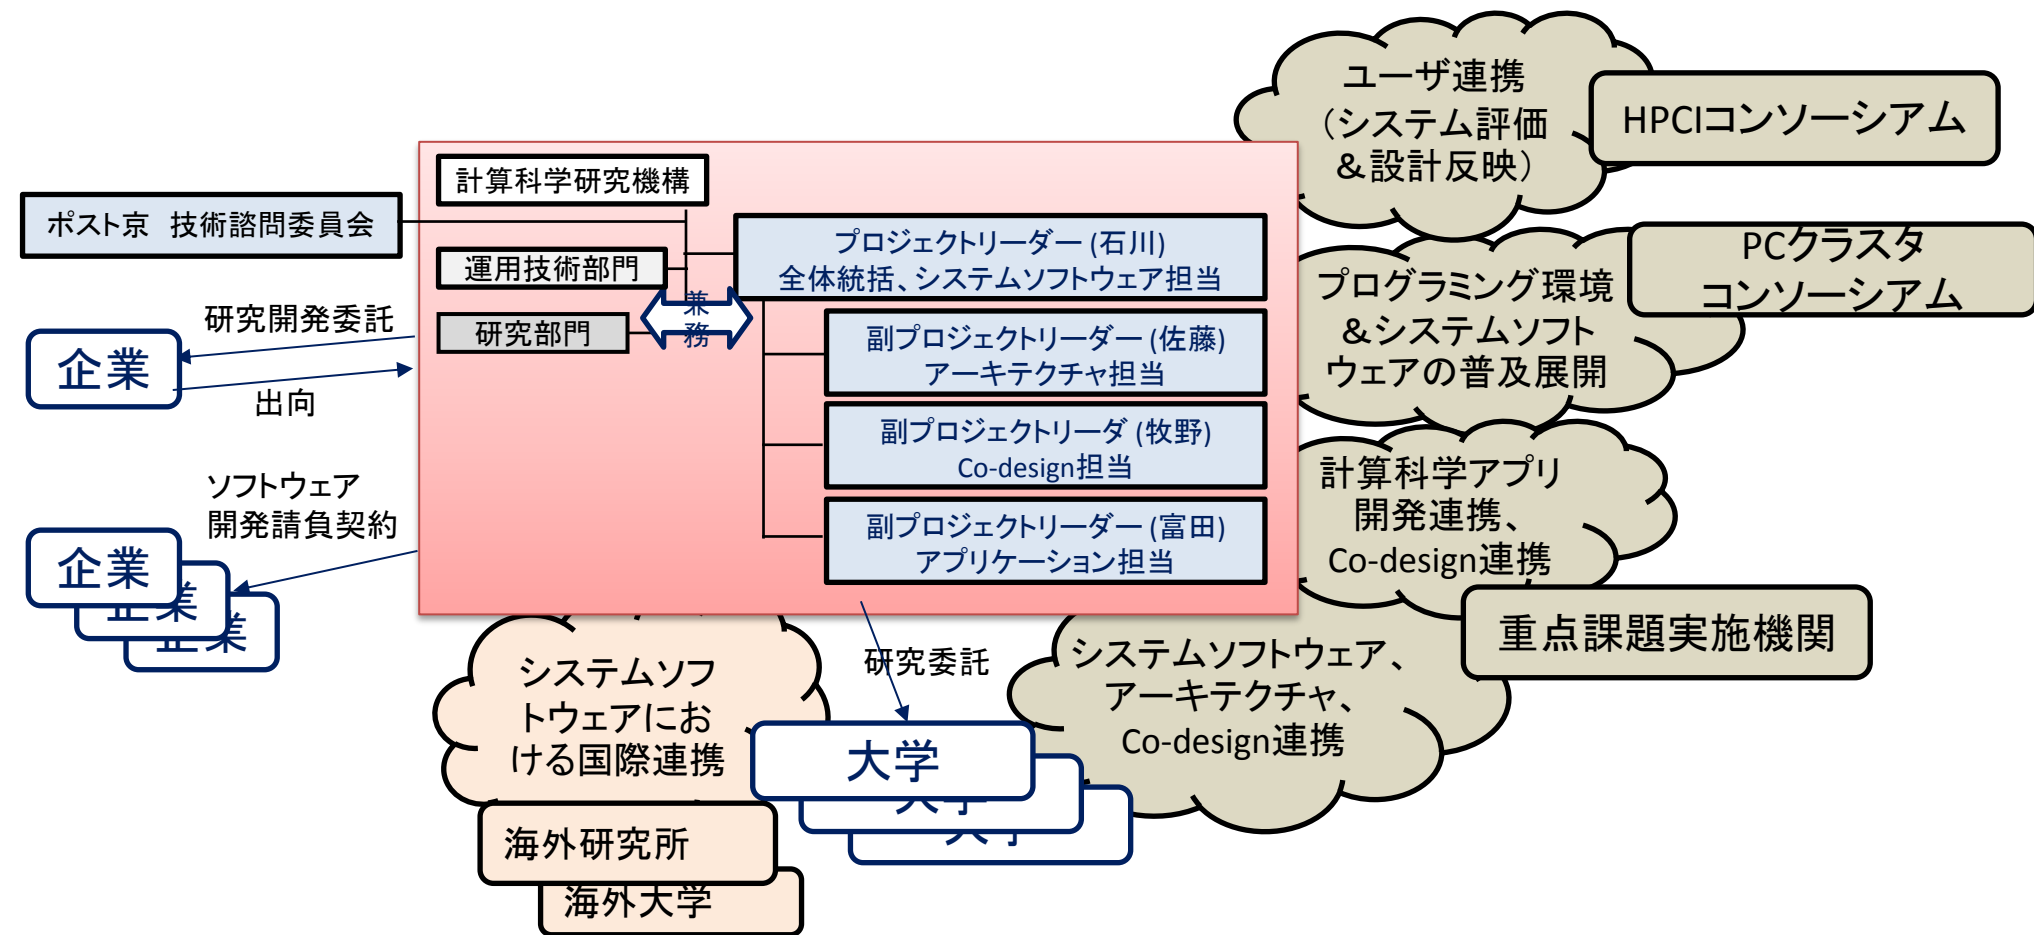 ユーザ連携
（システム評価
＆設計反映）
HPCIコンソーシアム
計算科学研究機構
ポスト京　技術諮問委員会
プロジェクトリーダー (石川)
全体統括、システムソフトウェア担当
運用技術部門
兼
務
研究部門
PCクラスタ
コンソーシアム
プログラミング環境
＆システムソフト
ウェアの普及展開
研究開発委託
企業
出向
副プロジェクトリーダー (佐藤)
アーキテクチャ担当
副プロジェクトリーダ (牧野)
Co-design担当
副プロジェクトリーダー (富田)
アプリケーション担当
計算科学アプリ
開発連携、
Co-design連携
重点課題実施機関
ソフトウェア
開発請負契約
企業
企業
企業
システムソフ
トウェアにお
ける国際連携
研究委託
システムソフトウェア、
アーキテクチャ、
Co-design連携
大学
大学
大学
海外研究所
海外大学